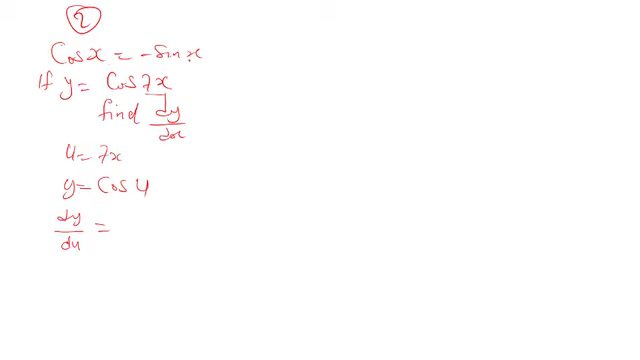 2
Cos x = - Sin x
If y = Cos 7x
find dy/dx
u = 7x
y = Cos u
dy/du =